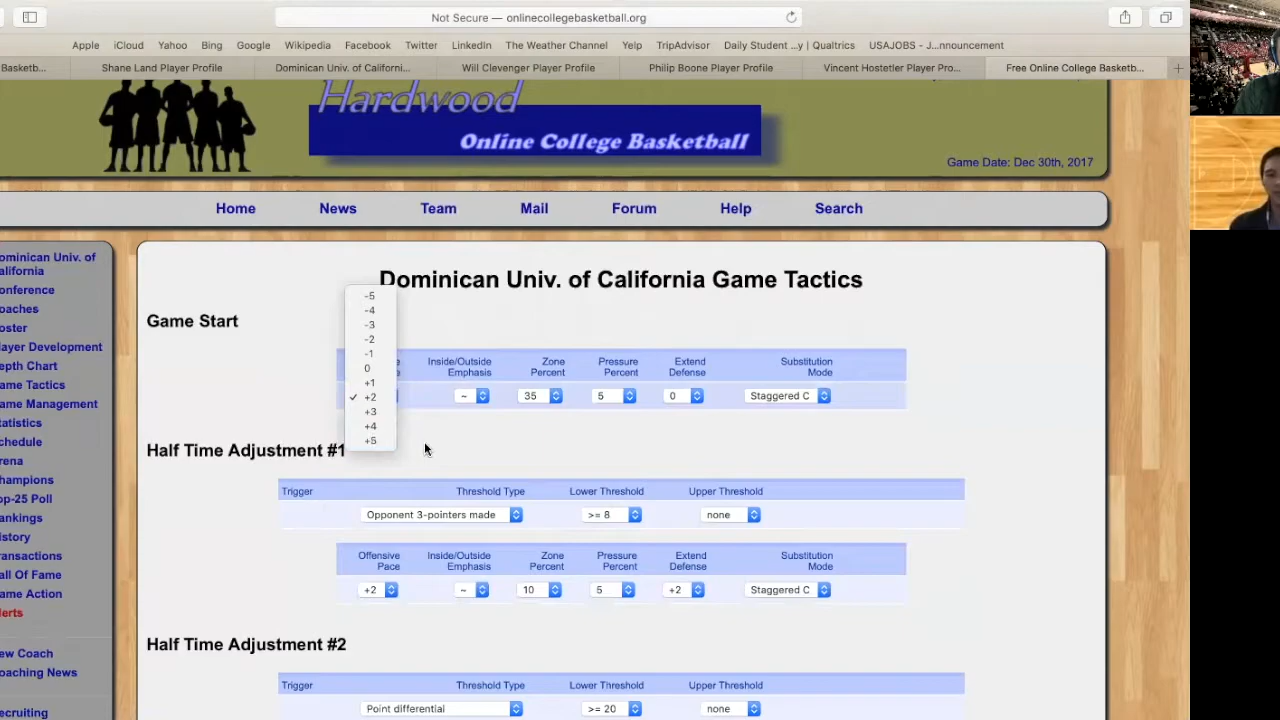 Not Secure — onlinecollegebasketball.org
Apple iCloud Yahoo Bing Google Wikipedia Facebook Twitter LinkedIn The Weather Channel Yelp TripAdvisor Daily Student ...y | Qualtrics USAJOBS - J...nnouncement
Basketb... Shane Land Player Profile Dominican Univ. of Californi... Will Clevenger Player Profile Philip Boone Player Profile Vincent Hostetler Player Pro... Free Online College Basketb...
Hardwood
Online College Basketball
Game Date: Dec 30th, 2017
Home News Team Mail Forum Help Search
ominican Univ. of
alifornia
onference
oaches
oster
layer Development
epth Chart
ame Tactics
ame Management
tatistics
chedule
rena
hampions
op-25 Poll
ankings
istory
ransactions
all Of Fame
ame Action
lerts
ew Coach
oaching News
ecruiting
Dominican Univ. of California Game Tactics
Game Start
-5
-4
-3
-2
-1
0
+1
+2
+3
+4
+5
e Inside/Outside Zone Pressure Extend Substitution
Emphasis Percent Percent Defense Mode
~ 35 5 0 Staggered C
Half Time Adjustment #1
Trigger Threshold Type Lower Threshold Upper Threshold
Opponent 3-pointers made >= 8 none
Offensive Inside/Outside Zone Pressure Extend Substitution
Pace Emphasis Percent Percent Defense Mode
+2 ~ 10 5 +2 Staggered C
Half Time Adjustment #2
Trigger Threshold Type Lower Threshold Upper Threshold
Point differential >= 20 none